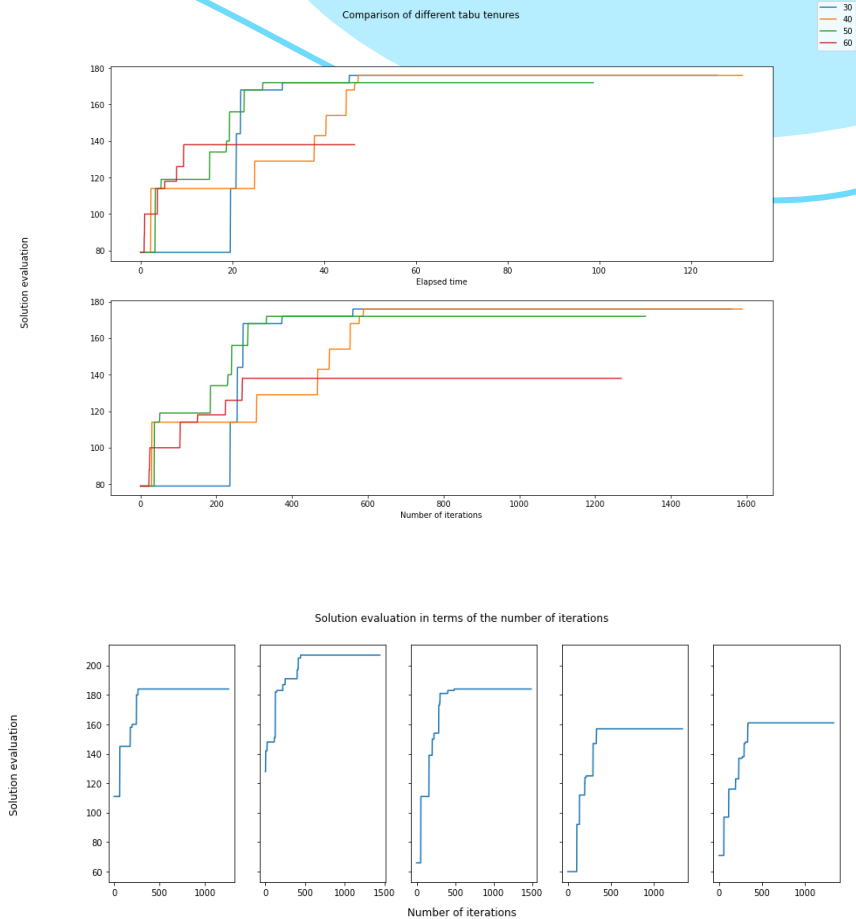 Comparison of different tabu tenures
30
40
50
60
Solution evaluation
180
160
140
120
100
80
0 20 40 60 80 100 120
Elapsed time
180
160
140
120
100
80
0 200 400 600 800 1000 1200 1400 1600
Number of iterations
Solution evaluation in terms of the number of iterations
Solution evaluation
200
180
160
140
120
100
80
60
0 1000 0 500 1000 1500 0 500 1000 1500 0 1000 0 1000
Number of iterations